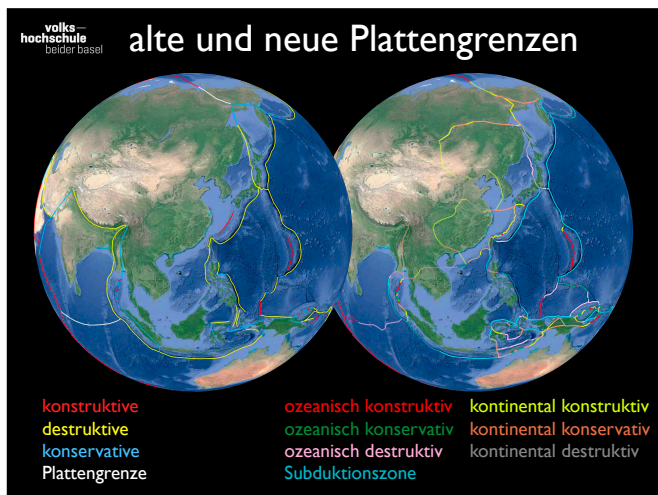 volks-
hochschule
beider basel
alte und neue Plattengrenzen
konstruktive
destruktive
konservative
Plattengrenze
ozeanisch konstruktiv
ozeanisch konservativ
ozeanisch destruktiv
Subduktionszone
kontinental konstruktiv
kontinental konservativ
kontinental destruktiv